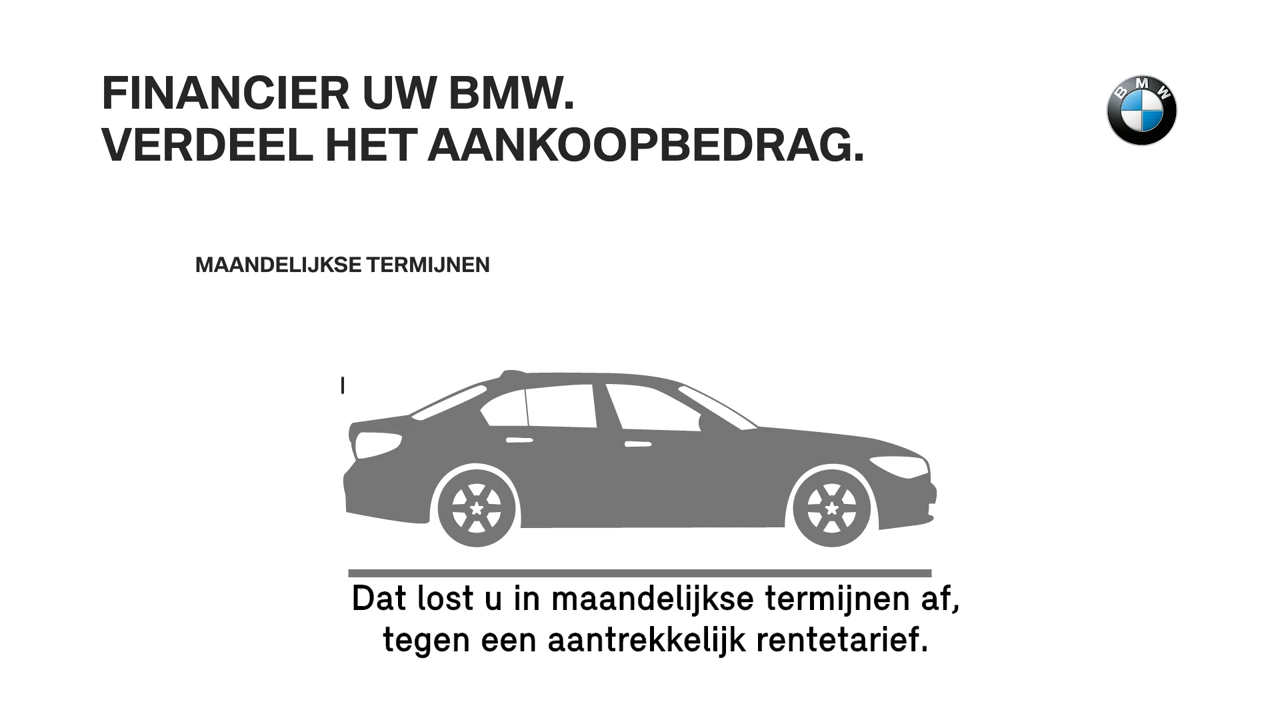 FINANCIER UW BMW.
VERDEEL HET AANKOOPBEDRAG.
BMW
MAANDELIJKSE TERMIJNEN
Dat lost u in maandelijkse termijnen af,
tegen een aantrekkelijk rentetarief.